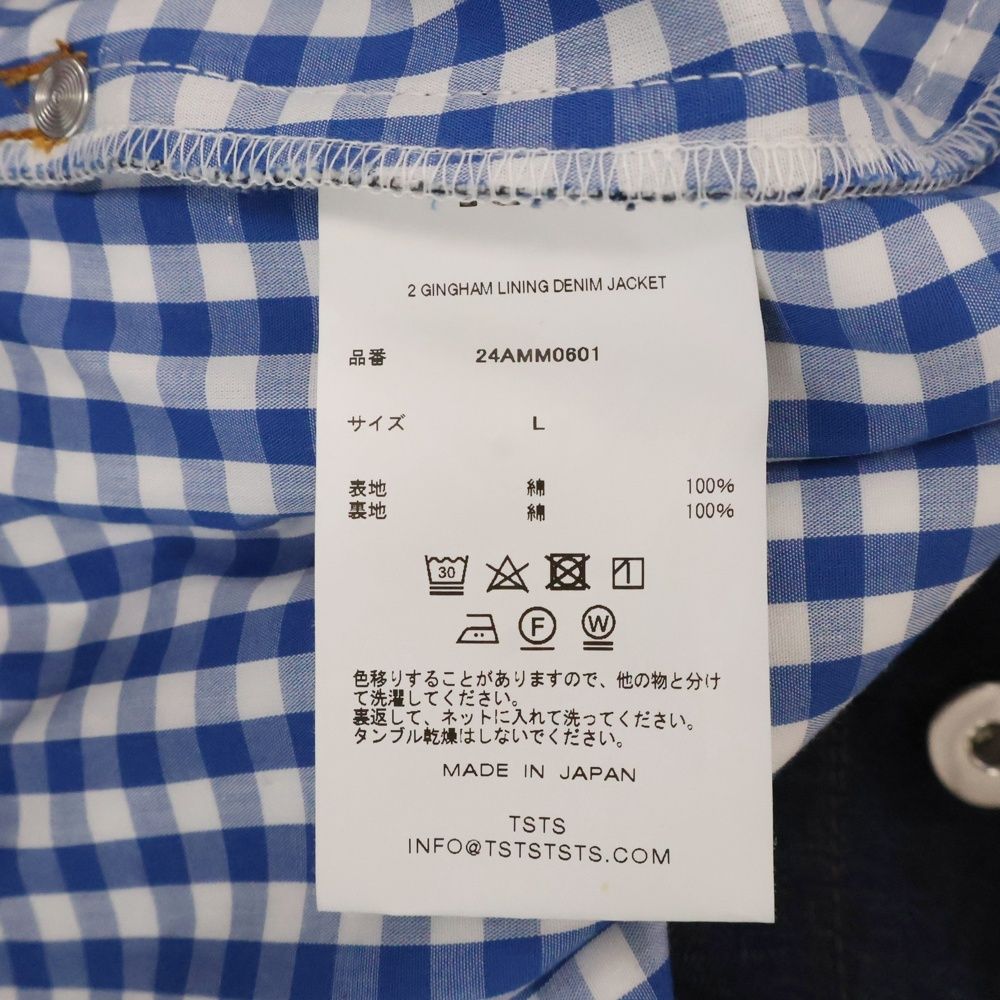 2 GINGHAM LINING DENIM JACKET
品番 24AMM0601
サイズ L
表地 綿 100%
裏地 綿 100%
30
F W
色移りすることがありますので、他の物と分け
て洗濯してください。
裏返して、ネットに入れて洗ってください。
タンブル乾燥はしないでください。
MADE IN JAPAN
TSTS
INFO@TSTSTSTS.COM